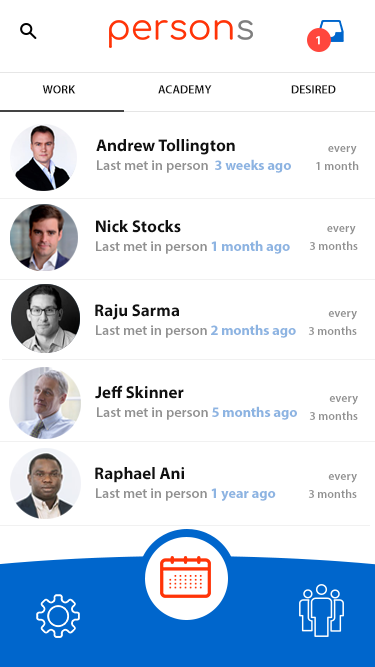 persons
1
WORK ACADEMY DESIRED
Andrew Tollington every
Last met in person 3 weeks ago 1 month
Nick Stocks every
Last met in person 1 month ago 3 months
Raju Sarma every
Last met in person 2 months ago 3 months
Jeff Skinner every
Last met in person 5 months ago 3 months
Raphael Ani every
Last met in person 1 year ago 3 months